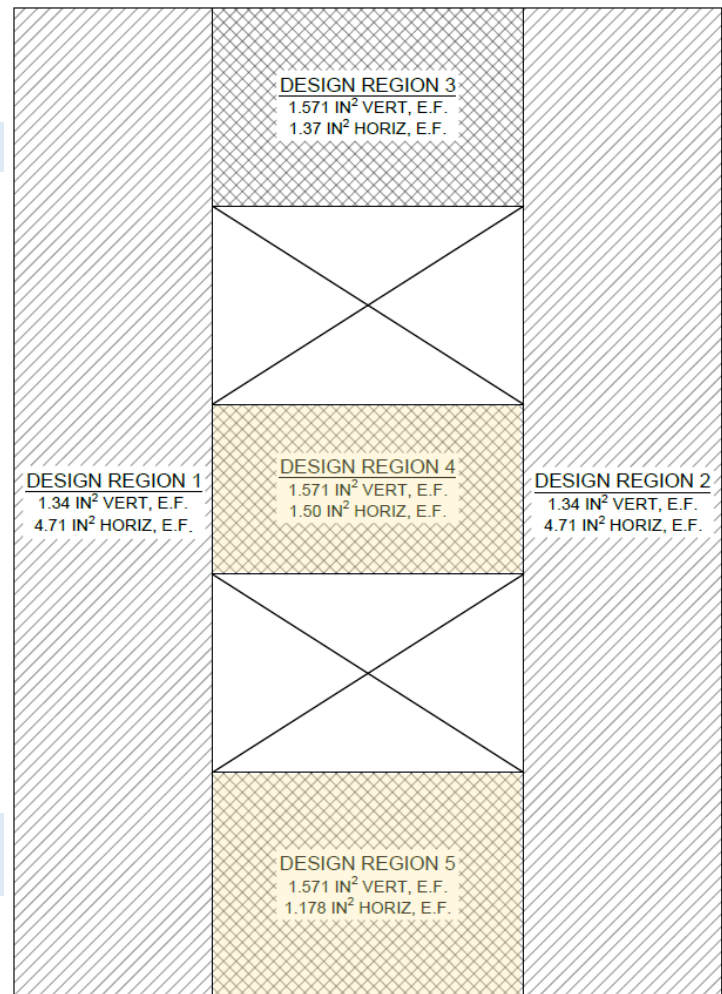 DESIGN REGION 3
1.571 IN² VERT, E.F.
1.37 IN² HORIZ, E.F.
DESIGN REGION 1
1.34 IN² VERT, E.F.
4.71 IN² HORIZ, E.F.
DESIGN REGION 4
1.571 IN² VERT, E.F.
1.50 IN² HORIZ, E.F.
DESIGN REGION 2
1.34 IN² VERT, E.F.
4.71 IN² HORIZ, E.F.
DESIGN REGION 5
1.571 IN² VERT, E.F.
1.178 IN² HORIZ, E.F.